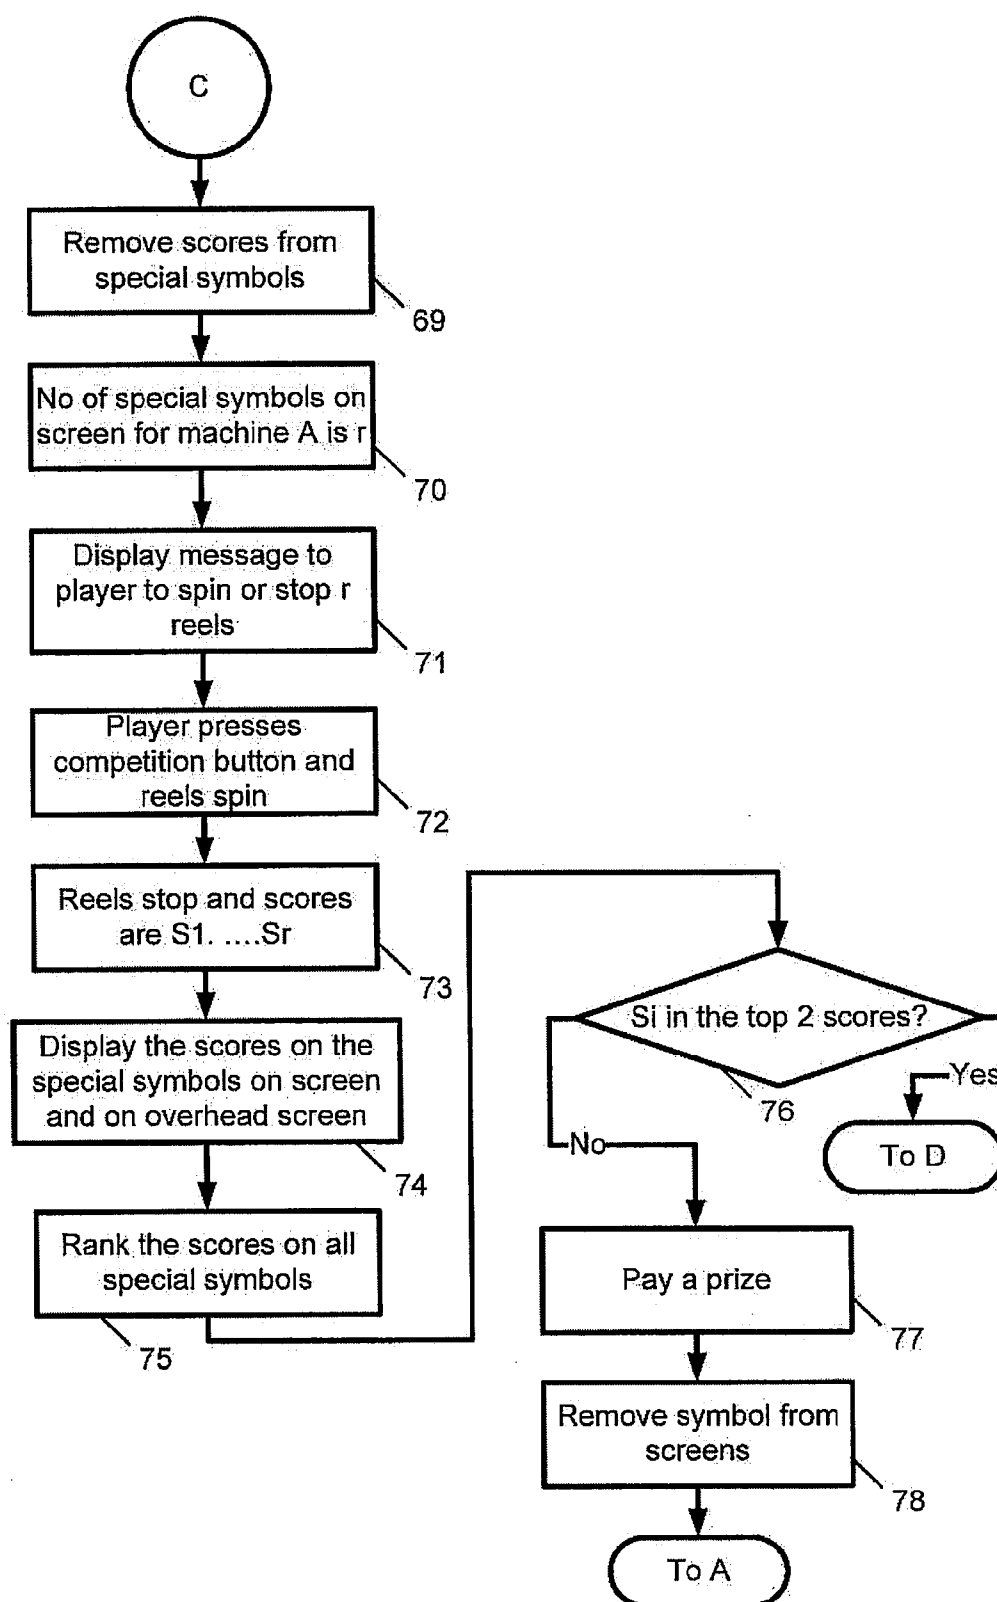 C
Remove scores from
special symbols
69
No of special symbols on
screen for machine A is r
70
Display message to
player to spin or stop r
reels
71
Player presses
competition button and
reels spin
72
Reels stop and scores
are S1. ....Sr
73
Display the scores on the
special symbols on screen
and on overhead screen
74
Rank the scores on all
special symbols
75
Si in the top 2 scores?
76
Yes
To D
No
Pay a prize
77
Remove symbol from
screens
78
To A